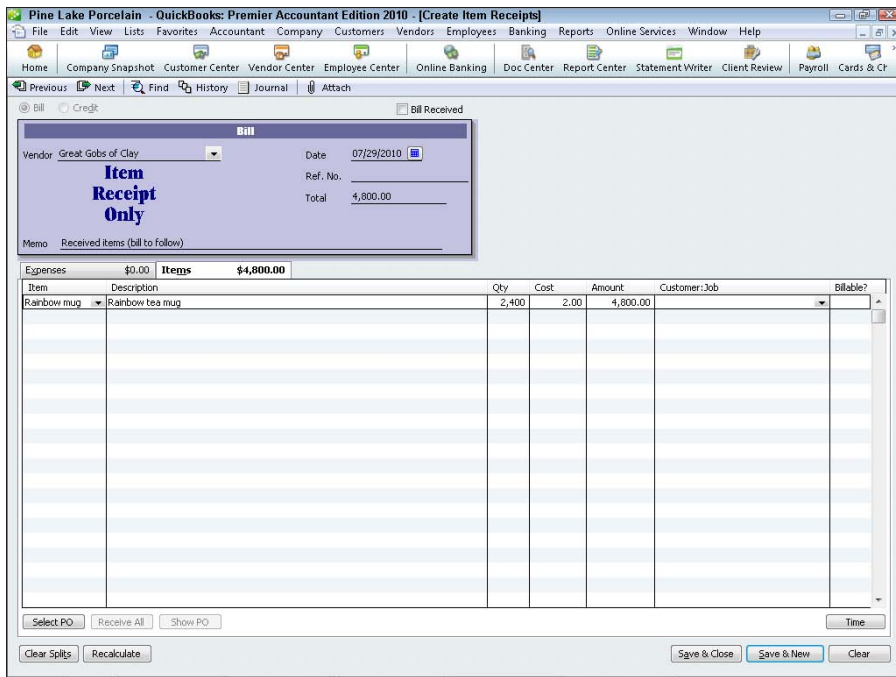 Pine Lake Porcelain - QuickBooks: Premier Accountant Edition 2010 - [Create Item Receipts]
File Edit View Lists Favorites Accountant Company Customers Vendors Employees Banking Reports Online Services Window Help
Home Company Snapshot Customer Center Vendor Center Employee Center Online Banking Doc Center Report Center Statement Writer Client Review Payroll Cards & Ch
Previous Next Find History Journal Attach
Bill Credit Bill Received
Bill
Vendor Great Gobs of Clay Date 07/29/2010
Item
Receipt
Only
Ref. No.
Total 4,800.00
Memo Received items (bill to follow)
Expenses $0.00 Items $4,800.00
Item Description Qty Cost Amount Customer:Job Billable?
Rainbow mug Rainbow tea mug 2,400 2.00 4,800.00
Select PO Receive All Show PO Time
Clear Splits Recalculate Save & Close Save & New Clear